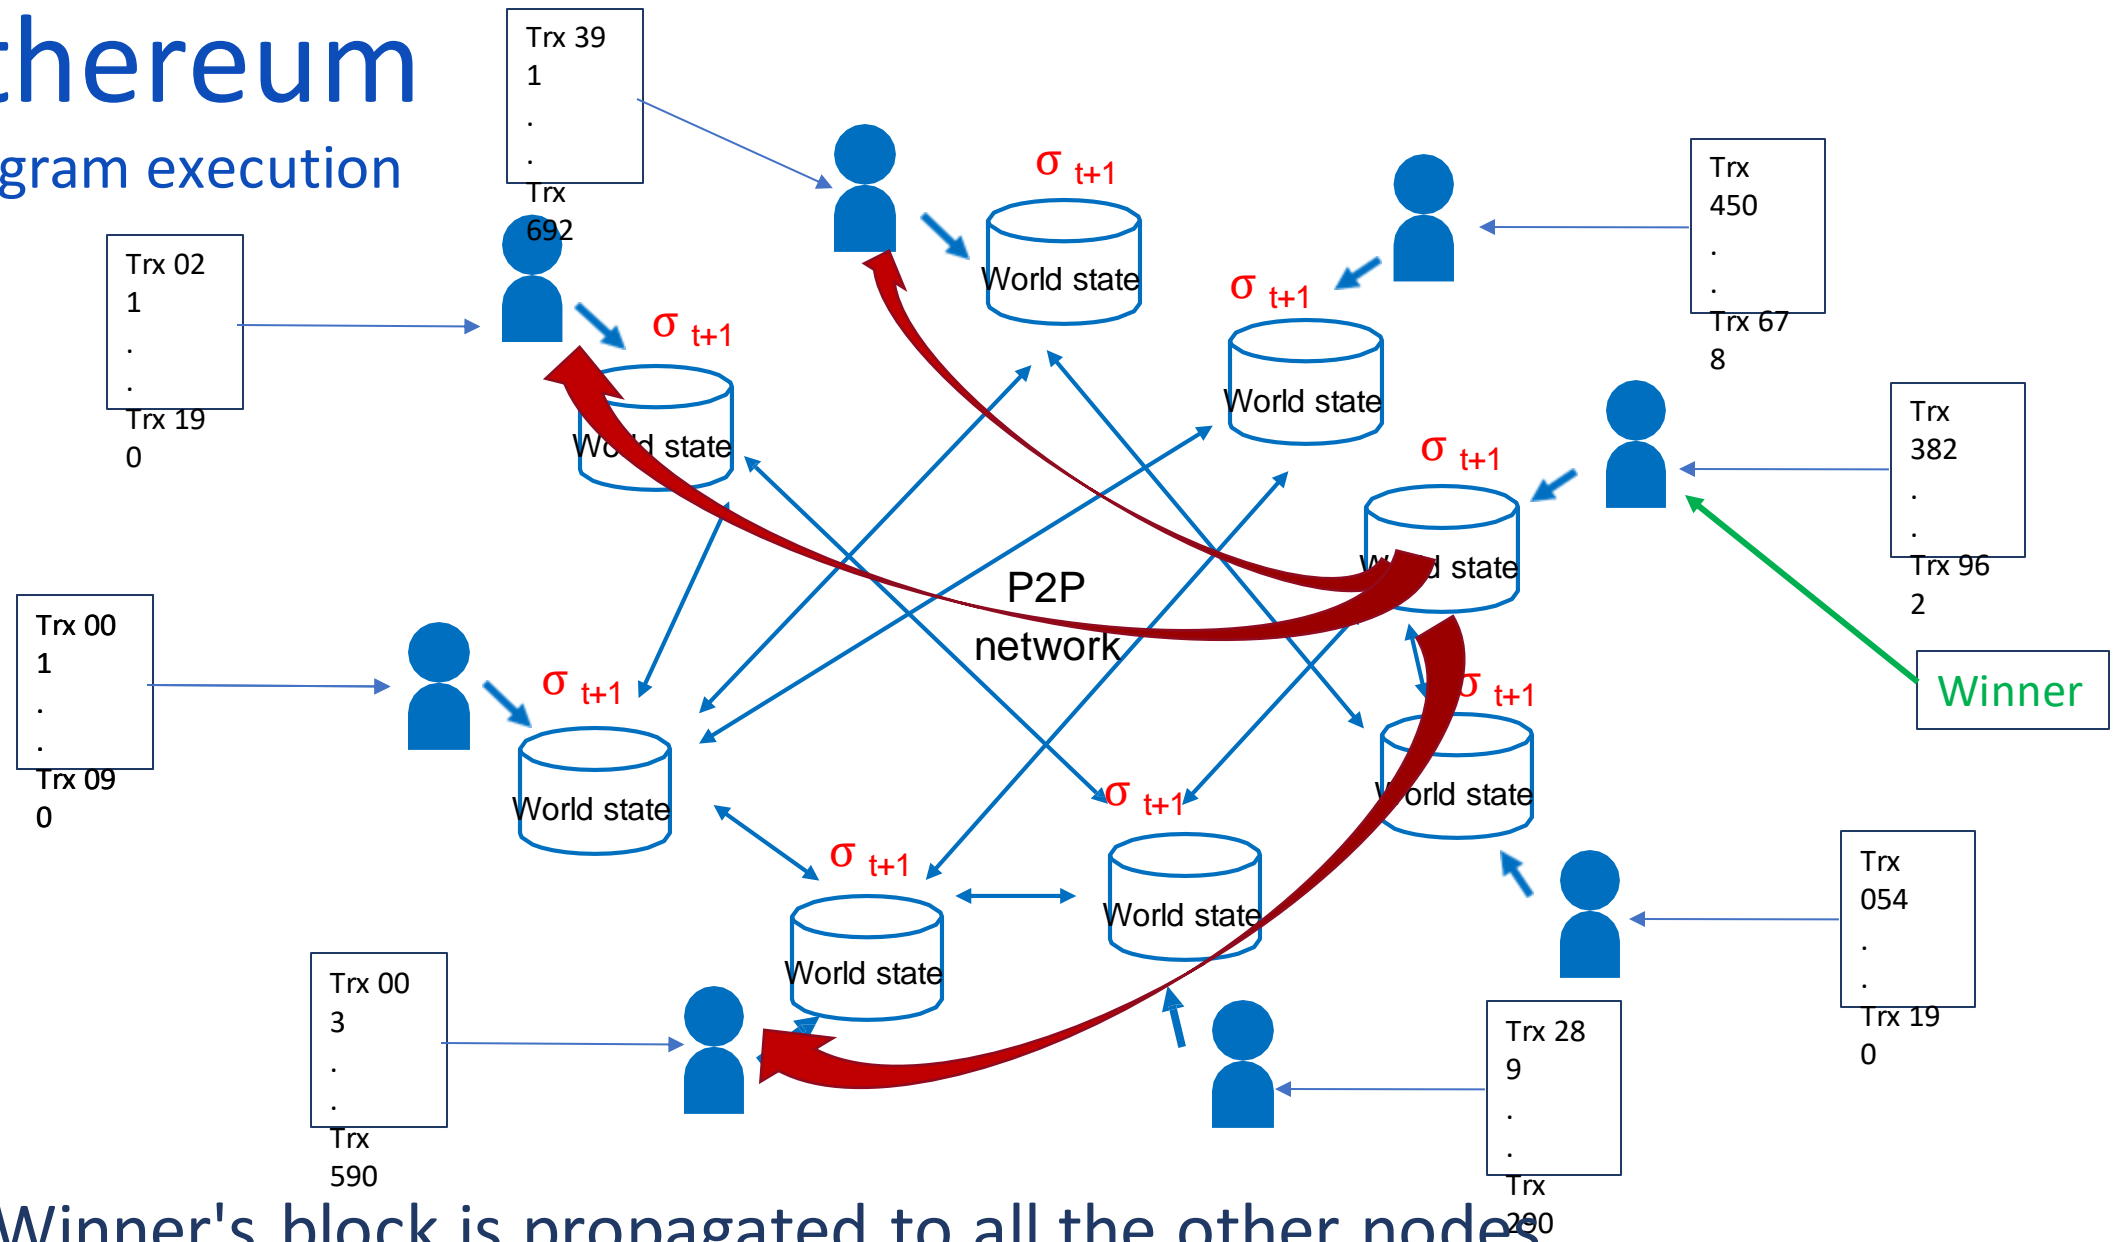 thereum
gram execution
Trx 39
1
.
.
Trx
692
σ t+1
World state
Trx
450
.
.
Trx 67
8
Trx 02
1
.
.
Trx 19
0
σ t+1
World state
σ t+1
World state
Trx
382
.
.
Trx 96
2
σ t+1
World state
P2P
network
Winner
Trx 00
1
.
.
Trx 09
0
σ t+1
World state
σ t+1
World state
σ t+1
World state
σ t+1
World state
Trx
054
.
.
Trx 19
0
Trx 00
3
.
.
Trx
590
Trx 28
9
.
.
Trx
290
Winner's block is propagated to all the other nodes